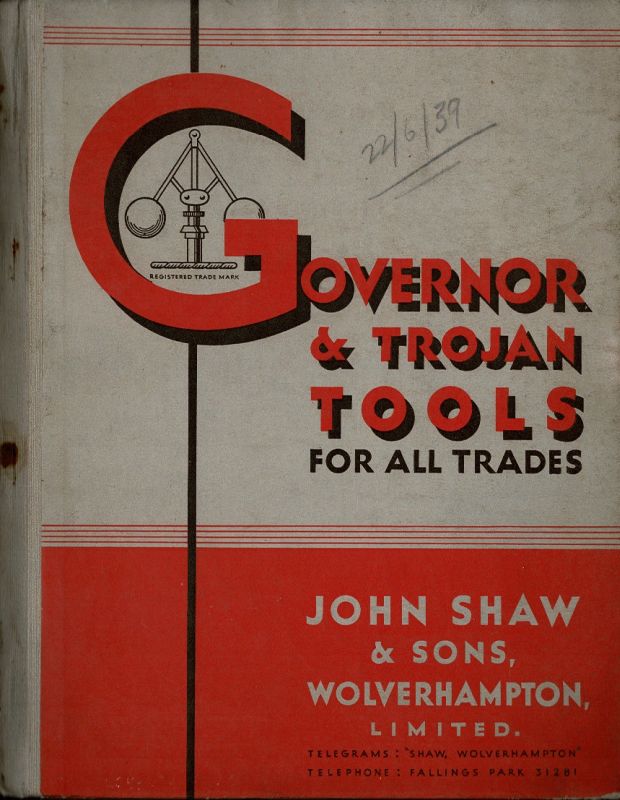 22/6/39
REGISTERED TRADE MARK
GOVERNOR
& TROJAN
TOOLS
FOR ALL TRADES
JOHN SHAW
& SONS,
WOLVERHAMPTON,
LIMITED.
TELEGRAMS: "SHAW, WOLVERHAMPTON"
TELEPHONE: FALLINGS PARK 31281